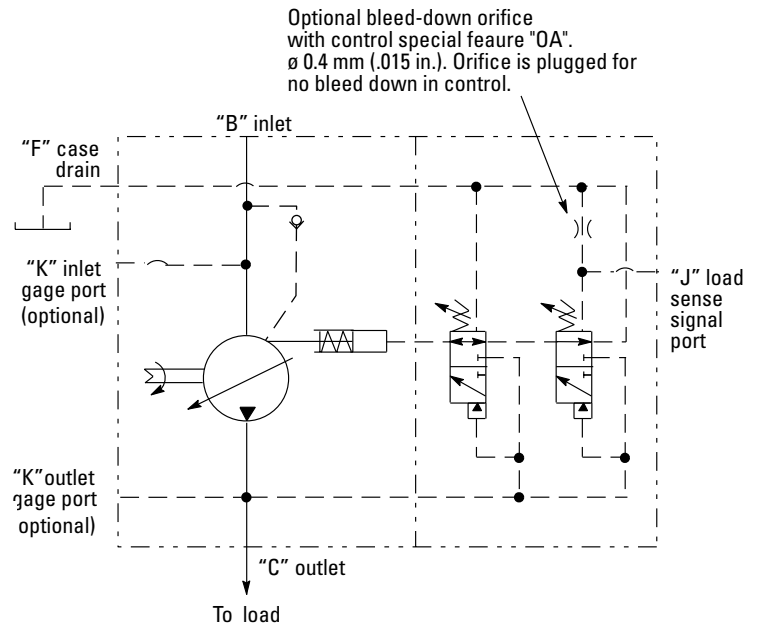 Optional bleed-down orifice
with control special feaure "OA".
ø 0.4 mm (.015 in.). Orifice is plugged for
no bleed down in control.
“B” inlet
“F” case
drain
“K” inlet
gage port
(optional)
“J” load
sense
signal
port
“K”outlet
gage port
optional)
“C” outlet
To load